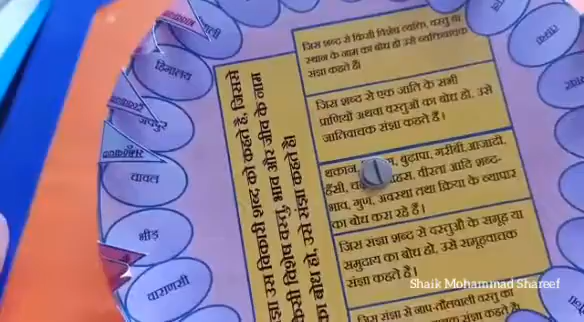 जिस शब्द से किसी विशेष व्यक्ति, वस्तु या
स्थान के नाम का बोध हो उसे व्यक्तिवाचक
संज्ञा कहते हैं।
जिस शब्द से एक जाति के सभी
प्राणियों अथवा वस्तुओं का बोध हो, उसे
जातिवाचक संज्ञा कहते हैं।
बुढ़ापा, गरीबी, आजादी,
हँसी, वीरता आदि शब्द-
भाव, गुण, अवस्था तथा क्रिया के व्यापार
का बोध करा रहे हैं।
जिस संज्ञा शब्द से वस्तुओं के समूह या
समुदाय का बोध हो, उसे समूहवाचक
संज्ञा कहते हैं।
जिस संज्ञा से नाप-तौलवाली वस्तु का
संज्ञा कहते हैं।
उस विकारी शब्द को कहते है, जिससे
विशेष वस्तु, भाव और जीव के नाम
का बोध हो, उसे संज्ञा कहते हैं।
हिमालय
जयपुर
चावल
भीड़
वाराणसी
Shaik Mohammad Shareef